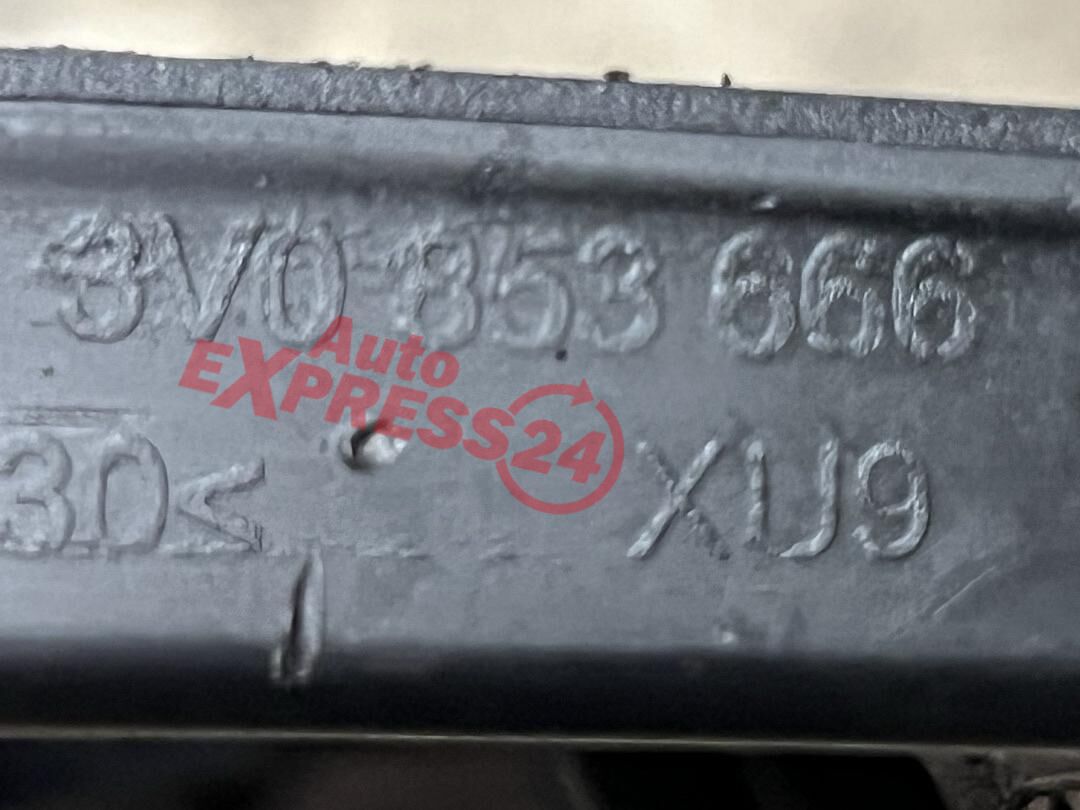 3V0 853 666
Auto
EXPRESS24
30< XU9